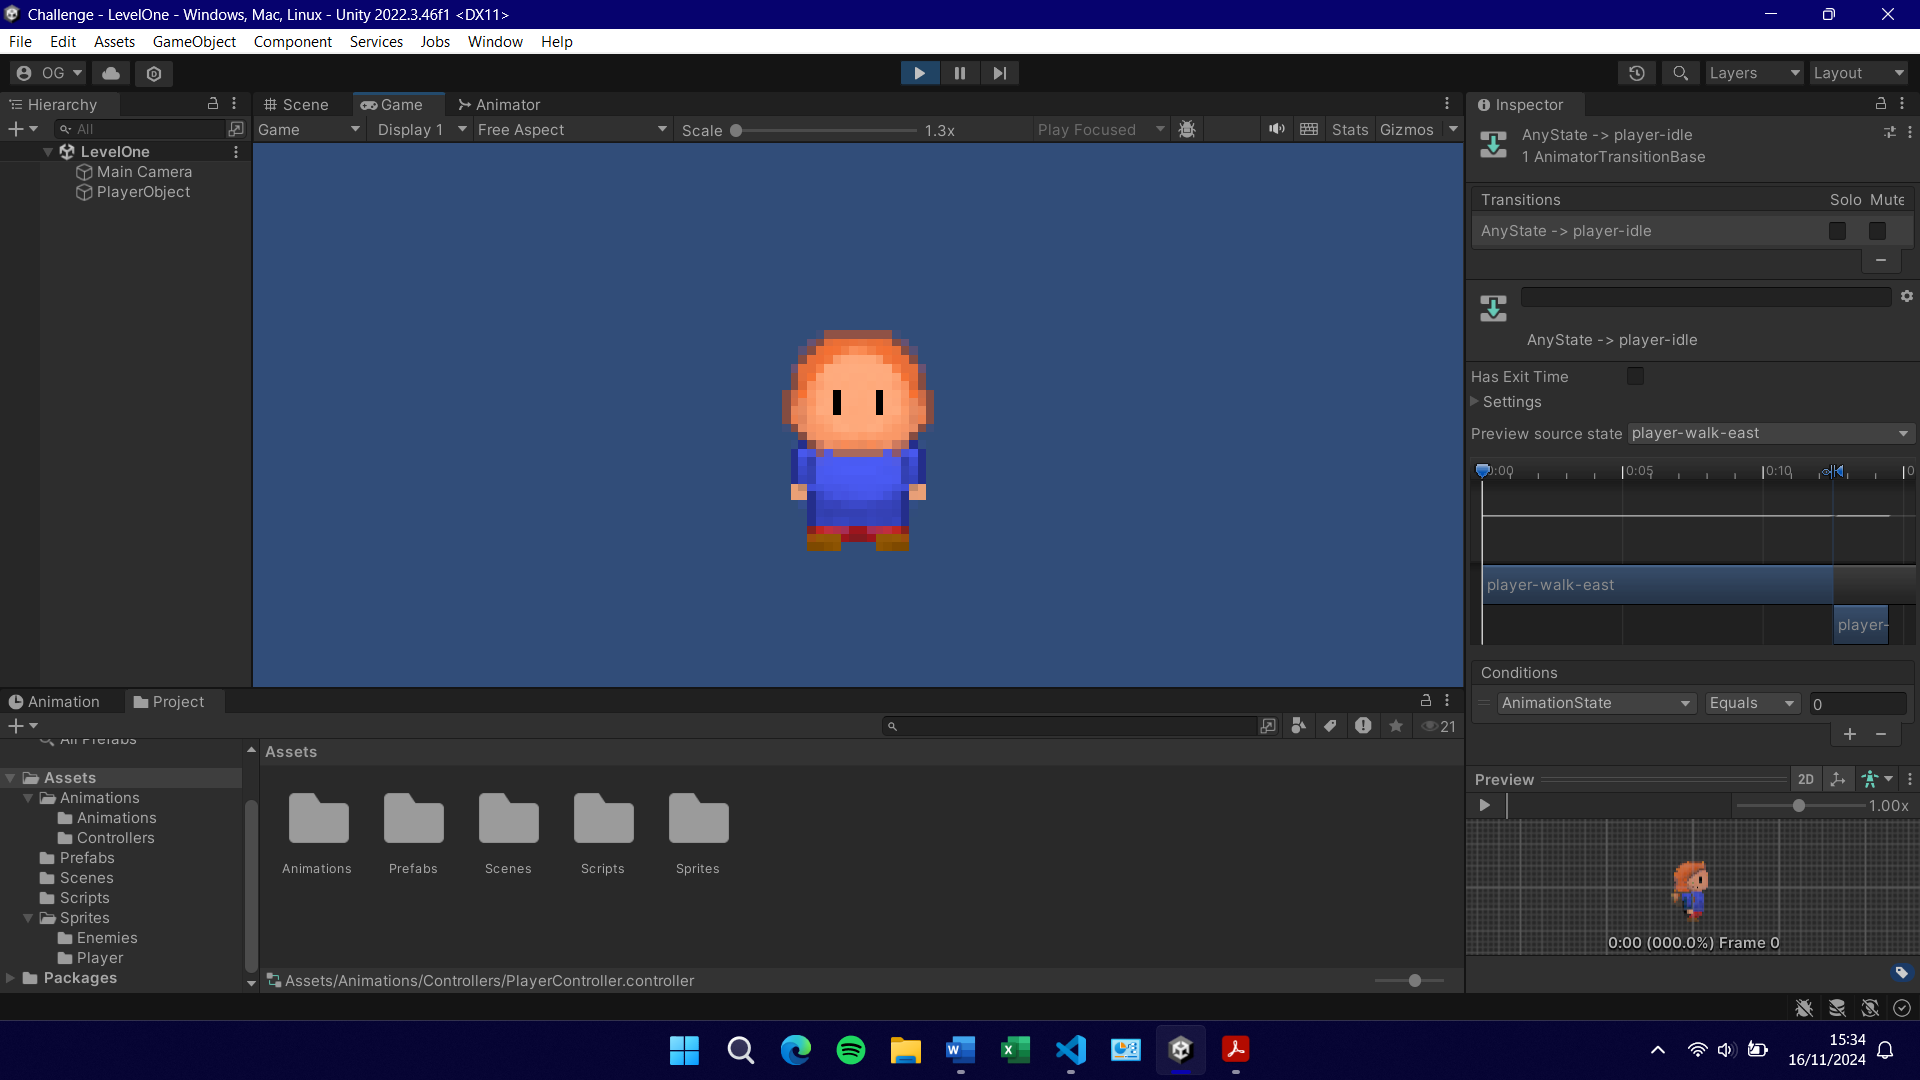 Challenge - LevelOne - Windows, Mac, Linux - Unity 2022.3.46f1 <DX11>
File Edit Assets GameObject Component Services Jobs Window Help
OG Layers Layout
Hierarchy Scene Game Animator Inspector
All Game Display 1 Free Aspect Scale 1.3x Play Focused Stats Gizmos
LevelOne
Main Camera
PlayerObject
AnyState -> player-idle
1 AnimatorTransitionBase
Transitions Solo Mute
AnyState -> player-idle
AnyState -> player-idle
Has Exit Time
Settings
Preview source state player-walk-east
0:00 0:05 0:10 0
player-walk-east
player-
Conditions
AnimationState Equals 0
Animation Project
21
All Prefabs
Assets
Animations
Animations
Controllers
Prefabs
Scenes
Scripts
Sprites
Enemies
Player
Packages
Assets
Animations Prefabs Scenes Scripts Sprites
Assets/Animations/Controllers/PlayerController.controller
Preview 2D
1.00x
0:00 (000.0%) Frame 0
15:34
16/11/2024